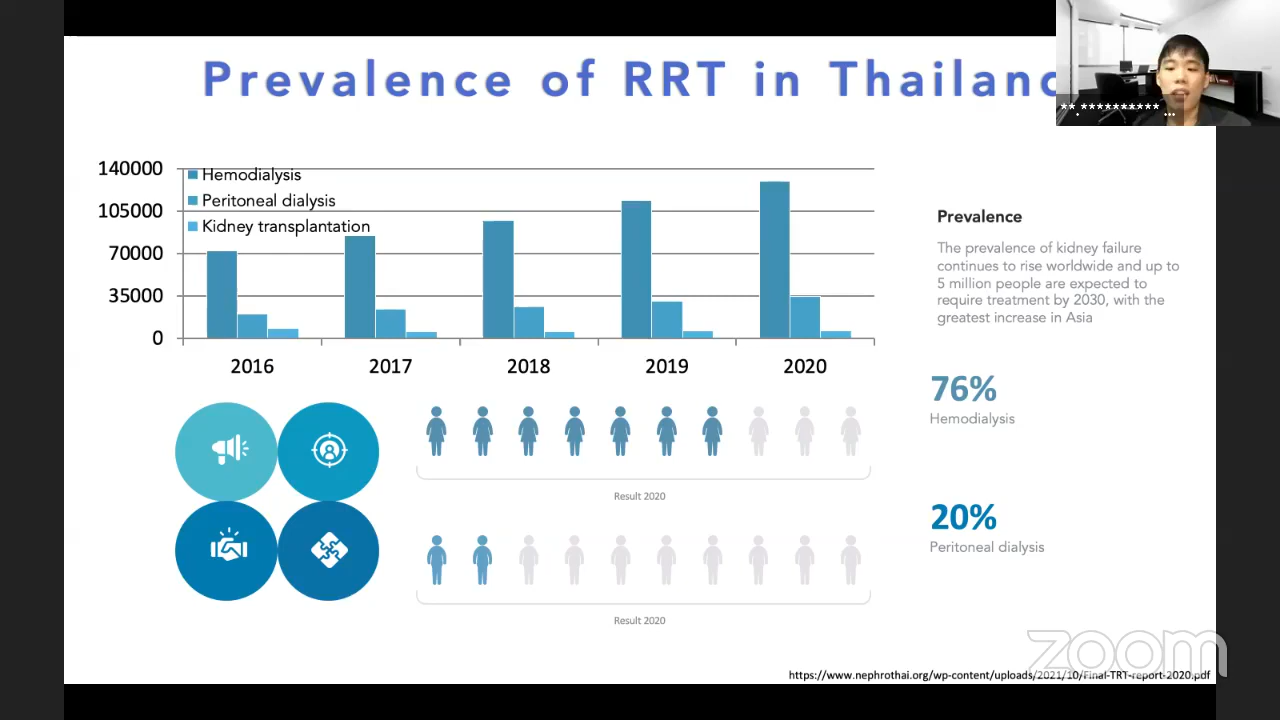 Prevalence of RRT in Thailand
**.********** ...
140000
105000
70000
35000
0
Hemodialysis
Peritoneal dialysis
Kidney transplantation
2016 2017 2018 2019 2020
Prevalence
The prevalence of kidney failure
continues to rise worldwide and up to
5 million people are expected to
require treatment by 2030, with the
greatest increase in Asia
76%
Hemodialysis
Result 2020
20%
Peritoneal dialysis
Result 2020
zoom
https://www.nephrothai.org/wp-content/uploads/2021/10/Final-TRT-report-2020.pdf